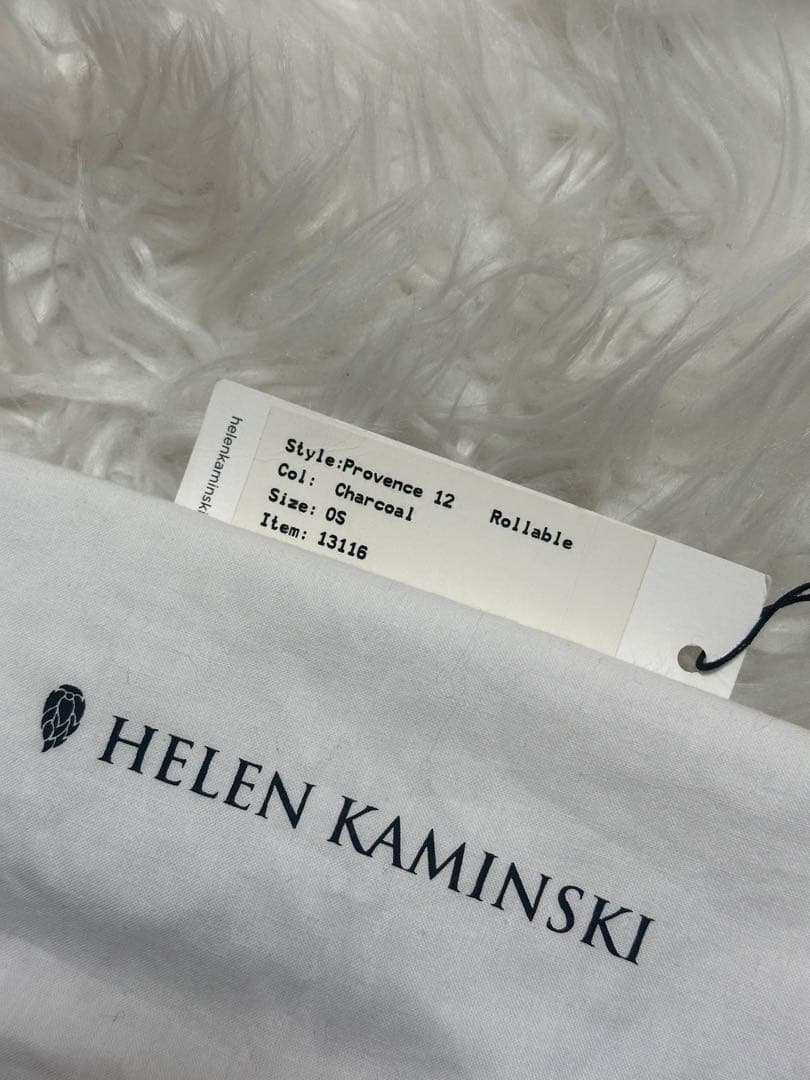 helenkaminski
Style:Provence 12 Rollable
Col: Charcoal
Size: OS
Item: 13116
HELEN KAMINSKI